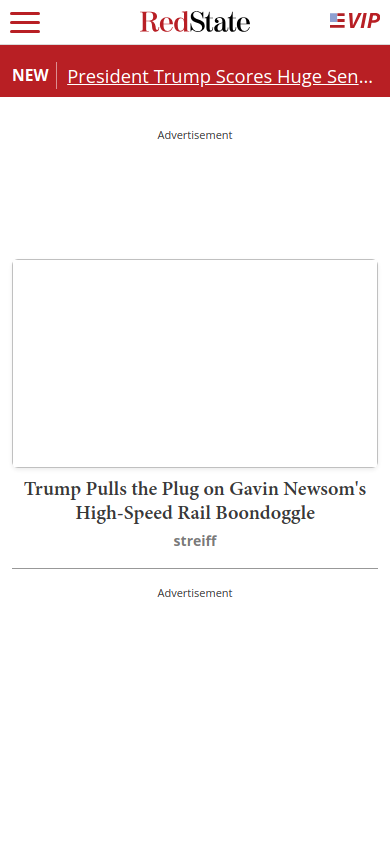 RedState
VIP
NEW
President Trump Scores Huge Sen...
Advertisement
Trump Pulls the Plug on Gavin Newsom's
High-Speed Rail Boondoggle
streiff
Advertisement